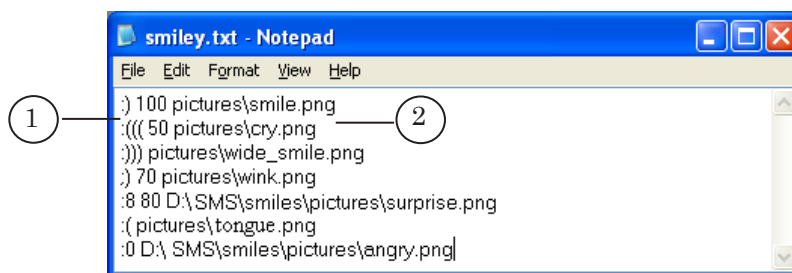 smiley.txt - Notepad
File Edit Format View Help
:) 100 pictures\smile.png
:((( 50 pictures\cry.png
:))) pictures\wide_smile.png
;) 70 pictures\wink.png
:8 80 D:\SMS\smiles\pictures\surprise.png
:( pictures\tongue.png
:0 D:\ SMS\smiles\pictures\angry.png
1
2